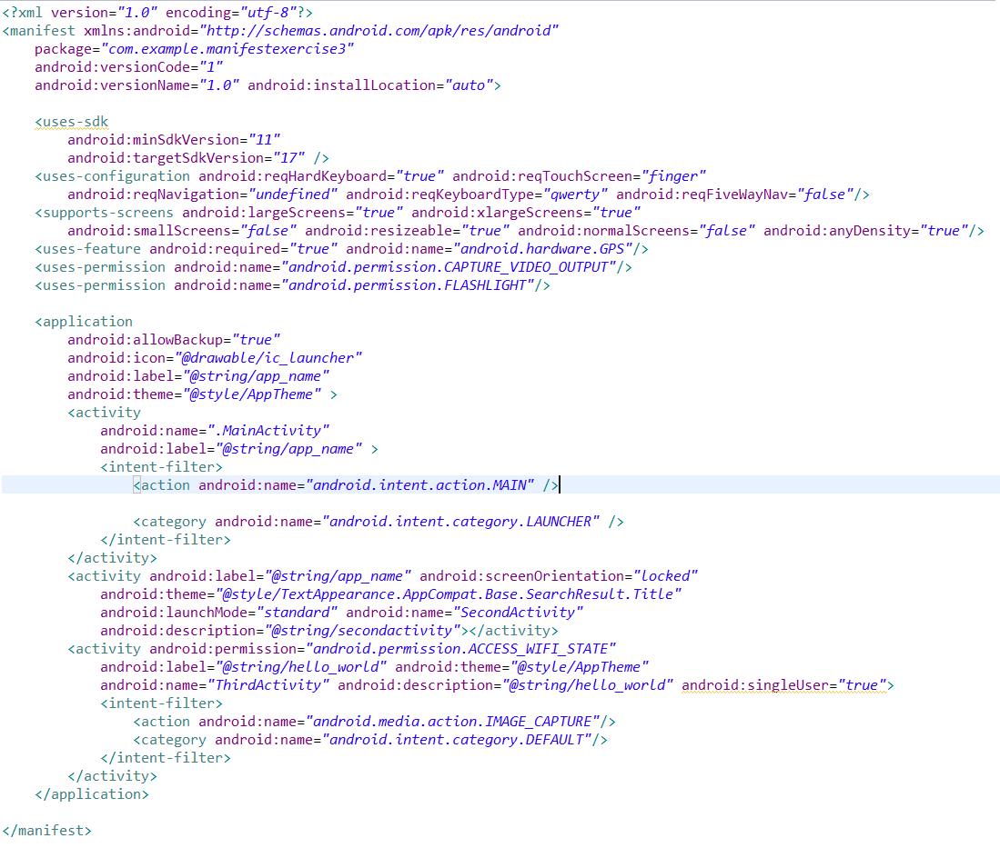 <?xml version="1.0" encoding="utf-8"?>
<manifest xmlns:android="http://schemas.android.com/apk/res/android"
    package="com.example.manifestexercise3"
    android:versionCode="1"
    android:versionName="1.0" android:installLocation="auto">

    <uses-sdk
        android:minSdkVersion="11"
        android:targetSdkVersion="17" />
    <uses-configuration android:reqHardKeyboard="true" android:reqTouchScreen="finger"
        android:reqNavigation="undefined" android:reqKeyboardType="qwerty" android:reqFiveWayNav="false"/>
    <supports-screens android:largeScreens="true" android:xlargeScreens="true"
        android:smallScreens="false" android:resizeable="true" android:normalScreens="false" android:anyDensity="true"/>
    <uses-feature android:required="true" android:name="android.hardware.GPS"/>
    <uses-permission android:name="android.permission.CAPTURE_VIDEO_OUTPUT"/>
    <uses-permission android:name="android.permission.FLASHLIGHT"/>

    <application
        android:allowBackup="true"
        android:icon="@drawable/ic_launcher"
        android:label="@string/app_name"
        android:theme="@style/AppTheme" >
        <activity
            android:name=".MainActivity"
            android:label="@string/app_name" >
            <intent-filter>
                <action android:name="android.intent.action.MAIN" />

                <category android:name="android.intent.category.LAUNCHER" />
            </intent-filter>
        </activity>
        <activity android:label="@string/app_name" android:screenOrientation="locked"
            android:theme="@style/TextAppearance.AppCompat.Base.SearchResult.Title"
            android:launchMode="standard" android:name="SecondActivity"
            android:description="@string/secondactivity"></activity>
        <activity android:permission="android.permission.ACCESS_WIFI_STATE"
            android:label="@string/hello_world" android:theme="@style/AppTheme"
            android:name="ThirdActivity" android:description="@string/hello_world" android:singleUser="true">
            <intent-filter>
                <action android:name="android.media.action.IMAGE_CAPTURE"/>
                <category android:name="android.intent.category.DEFAULT"/>
            </intent-filter>
        </activity>
    </application>

</manifest>